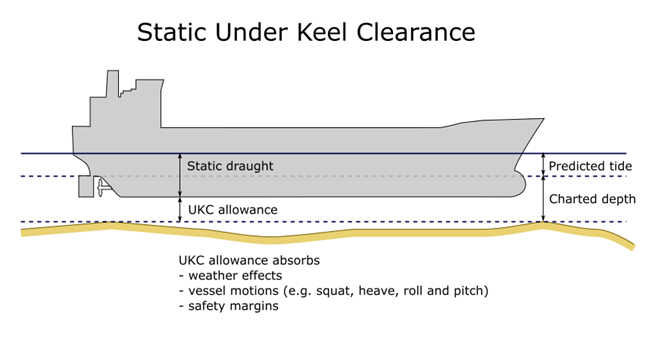 Static Under Keel Clearance
Static draught
Predicted tide
Charted depth
UKC allowance
UKC allowance absorbs
- weather effects
- vessel motions (e.g. squat, heave, roll and pitch)
- safety margins